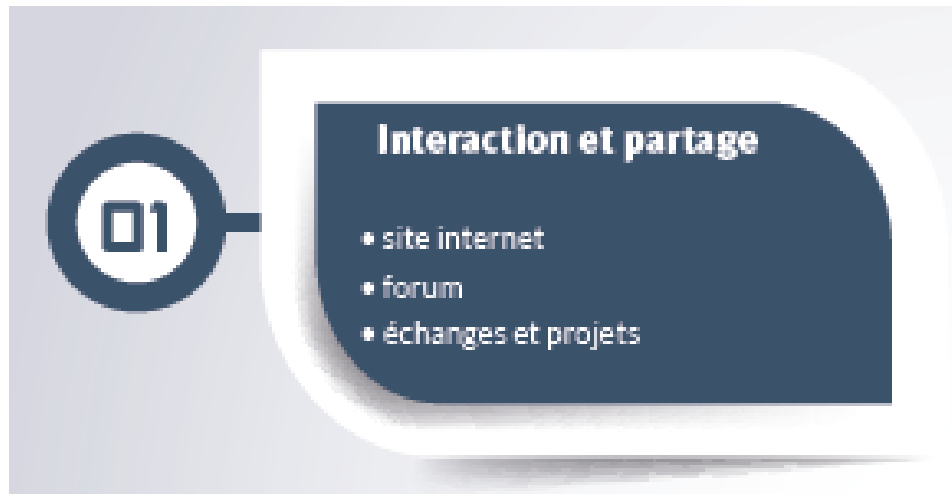 01
Interaction et partage
• site internet
• forum
• échanges et projets